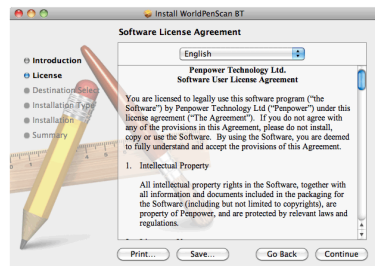 Install WorldPenScan BT
Software License Agreement
English
Introduction
License
Destination Select
Installation Type
Installation
Summary
Penpower Technology Ltd.
Software User License Agreement
You are licensed to legally use this software program ("the
Software") by Penpower Technology Ltd ("Penpower") under this
license agreement ("The Agreement"). If you do not agree with
any of the provisions in this Agreement, please do not install,
copy or use the Software. By using the Software, you are deemed
to fully understand and accept the provisions of this Agreement.
1. Intellectual Property
All intellectual property rights in the Software, together with
all information and documents included in the packaging for
the Software (including but not limited to copyrights), are
property of Penpower, and are protected by relevant laws and
regulations.
Print...
Save...
Go Back
Continue